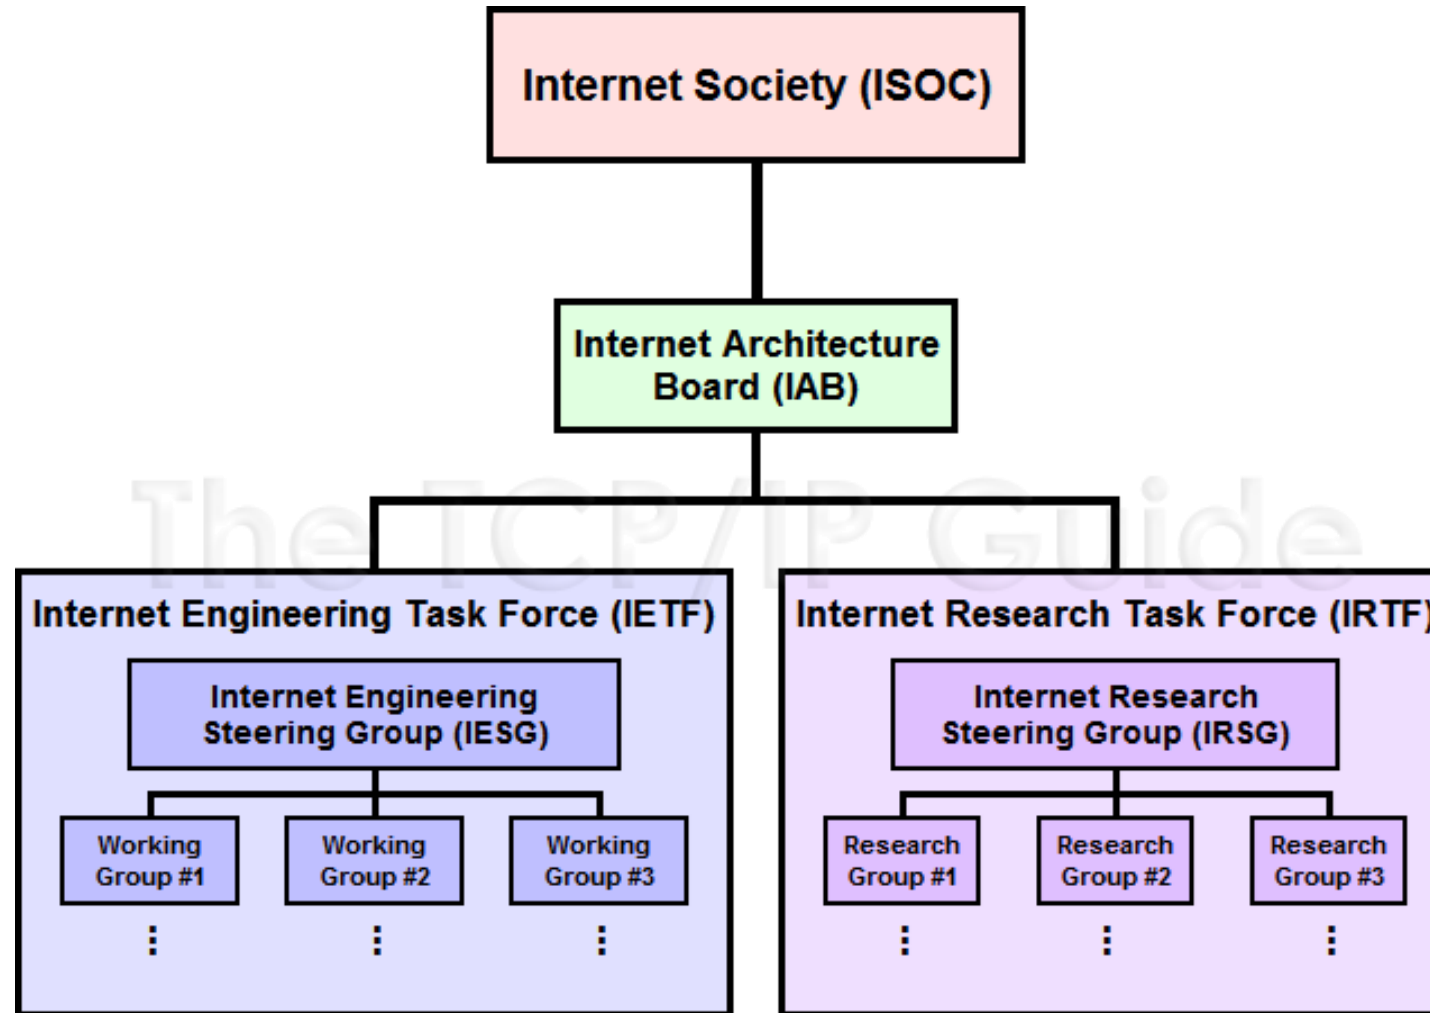 Internet Society (ISOC)
Internet Architecture
Board (IAB)
The TCP/IP Guide
Internet Engineering Task Force (IETF)
Internet Engineering
Steering Group (IESG)
Working
Group #1
Working
Group #2
Working
Group #3
Internet Research Task Force (IRTF)
Internet Research
Steering Group (IRSG)
Research
Group #1
Research
Group #2
Research
Group #3